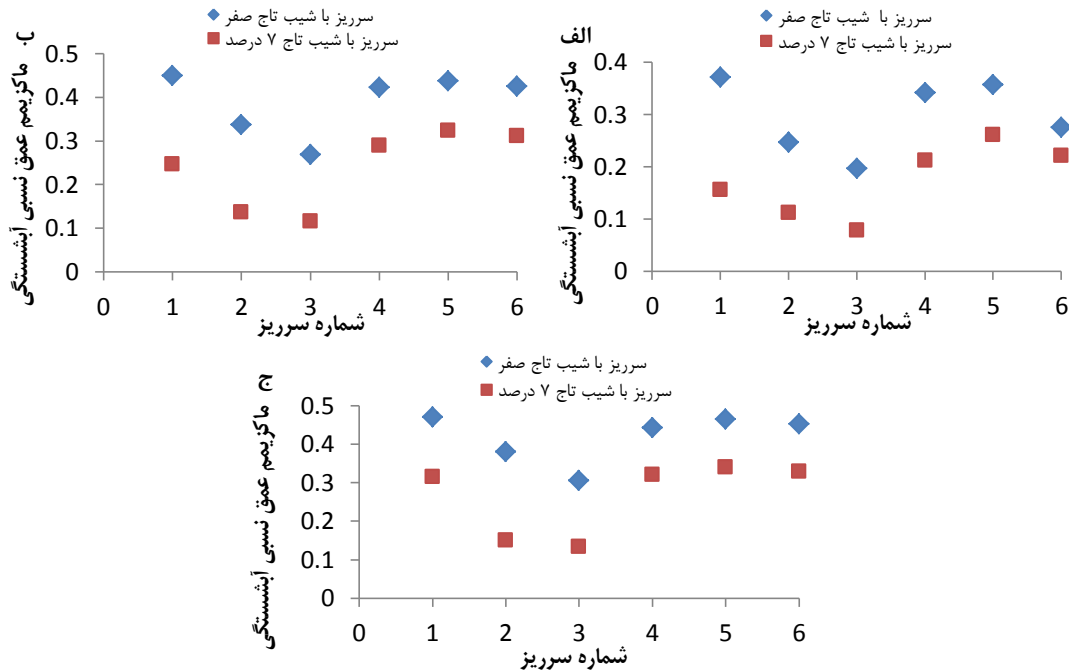 الف
سرریز با شیب تاج صفر
سرریز با شیب تاج ۷ درصد
ماکزیمم عمق نسبی آبشستگی
0.4
0.3
0.2
0.1
0
0 1 2 3 4 5 6
شماره سرریز
ب
سرریز با شیب تاج صفر
سرریز با شیب تاج ۷ درصد
ماکزیمم عمق نسبی آبشستگی
0.5
0.4
0.3
0.2
0.1
0
0 1 2 3 4 5 6
شماره سرریز
ج
سرریز با شیب تاج صفر
سرریز با شیب تاج ۷ درصد
ماکزیمم عمق نسبی آبشستگی
0.5
0.4
0.3
0.2
0.1
0
0 1 2 3 4 5 6
شماره سرریز